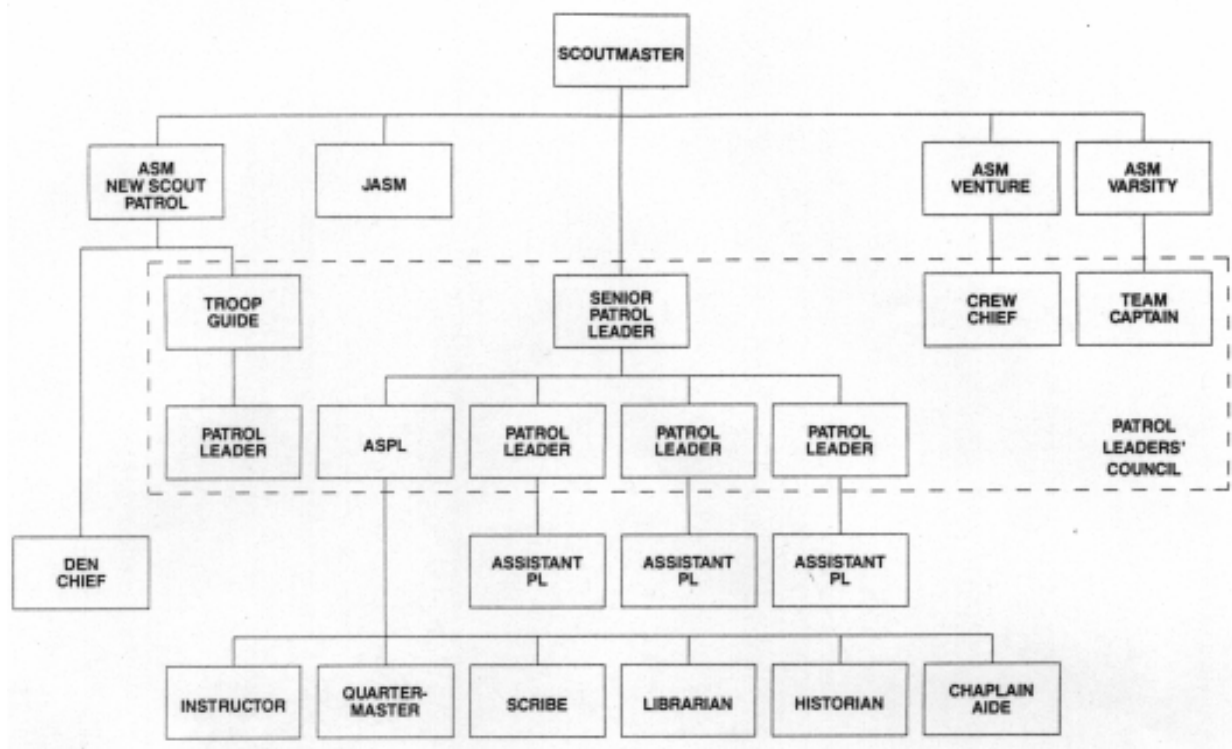 SCOUTMASTER
ASM
NEW SCOUT
PATROL
JASM
ASM
VENTURE
ASM
VARSITY
TROOP
GUIDE
SENIOR
PATROL
LEADER
CREW
CHIEF
TEAM
CAPTAIN
PATROL
LEADER
ASPL
PATROL
LEADER
PATROL
LEADER
PATROL
LEADER
PATROL
LEADERS'
COUNCIL
DEN
CHIEF
ASSISTANT
PL
ASSISTANT
PL
ASSISTANT
PL
INSTRUCTOR
QUARTER-
MASTER
SCRIBE
LIBRARIAN
HISTORIAN
CHAPLAIN
AIDE